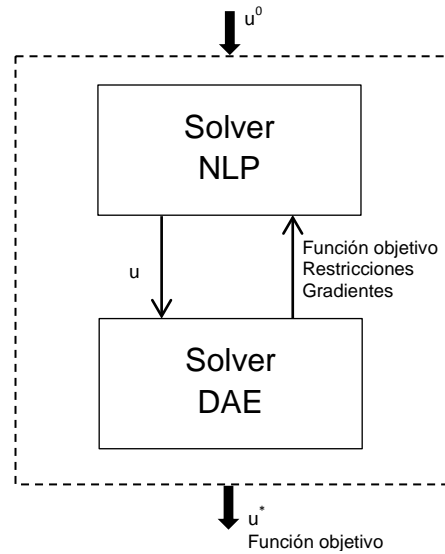 u⁰
Solver
NLP
u
Función objetivo
Restricciones
Gradientes
Solver
DAE
u*
Función objetivo